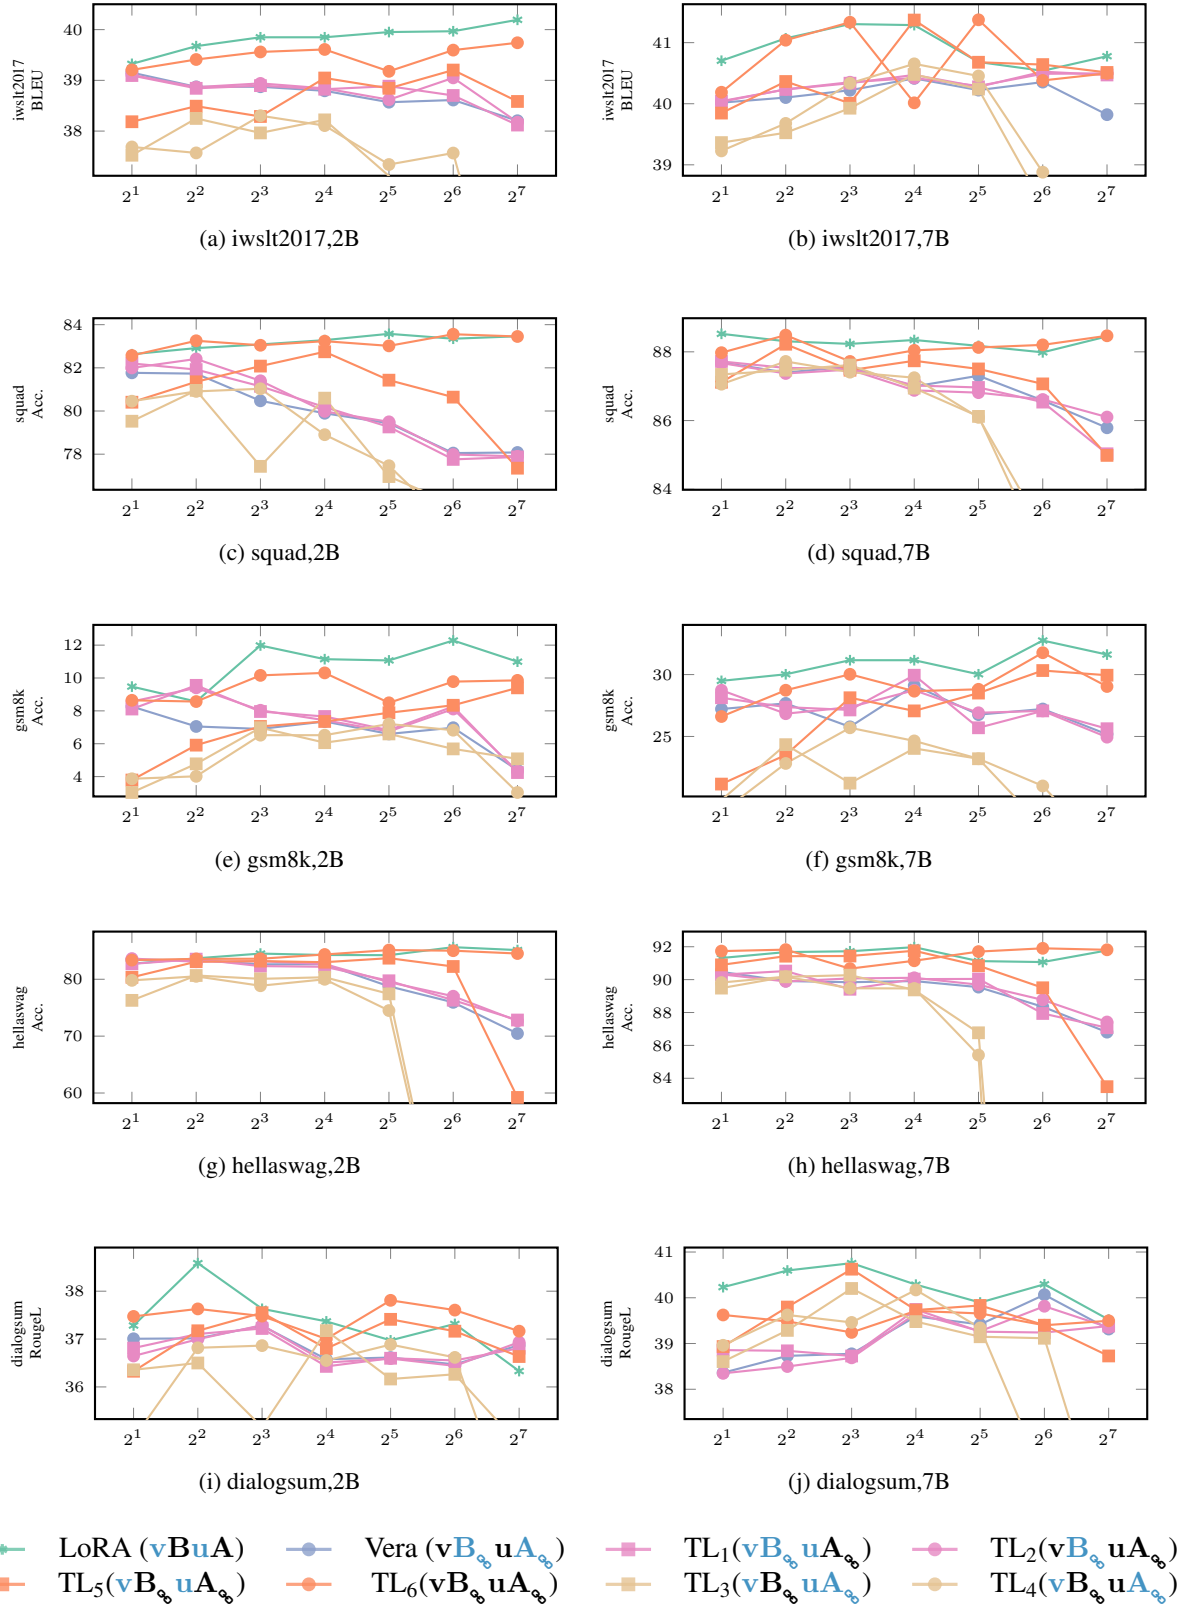 40
39
38
iwslt2017
BLEU
2^1 2^2 2^3 2^4 2^5 2^6 2^7
(a) iwslt2017,2B
41
40
39
iwslt2017
BLEU
2^1 2^2 2^3 2^4 2^5 2^6 2^7
(b) iwslt2017,7B
84
82
80
78
squad
Acc.
2^1 2^2 2^3 2^4 2^5 2^6 2^7
(c) squad,2B
88
86
84
squad
Acc.
2^1 2^2 2^3 2^4 2^5 2^6 2^7
(d) squad,7B
12
10
8
6
4
gsm8k
Acc.
2^1 2^2 2^3 2^4 2^5 2^6 2^7
(e) gsm8k,2B
30
25
gsm8k
Acc.
2^1 2^2 2^3 2^4 2^5 2^6 2^7
(f) gsm8k,7B
80
70
60
hellaswag
Acc.
2^1 2^2 2^3 2^4 2^5 2^6 2^7
(g) hellaswag,2B
92
90
88
86
84
hellaswag
Acc.
2^1 2^2 2^3 2^4 2^5 2^6 2^7
(h) hellaswag,7B
38
37
36
dialogsum
RougeL
2^1 2^2 2^3 2^4 2^5 2^6 2^7
(i) dialogsum,2B
41
40
39
38
dialogsum
RougeL
2^1 2^2 2^3 2^4 2^5 2^6 2^7
(j) dialogsum,7B
LoRA (vBuA) Vera (vBuA) TL1(vBuA) TL2(vBuA)
TL5(vBuA) TL6(vBuA) TL3(vBuA) TL4(vBuA)